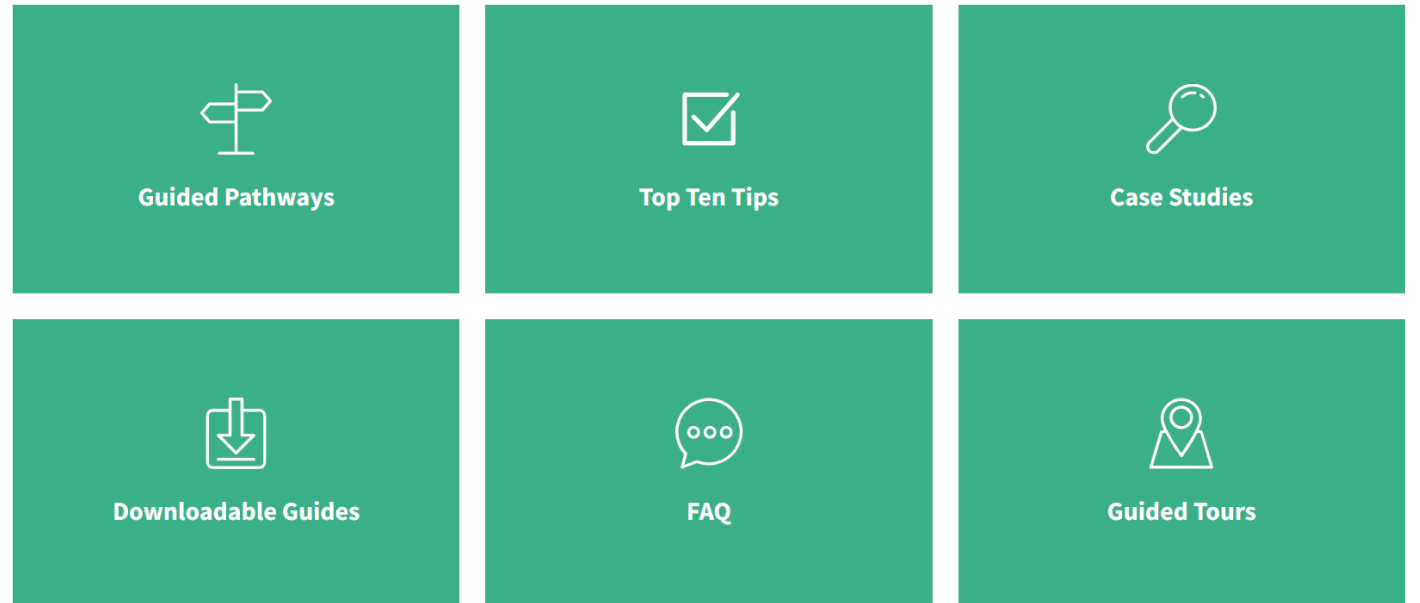 Guided Pathways
Top Ten Tips
Case Studies
Downloadable Guides
FAQ
Guided Tours